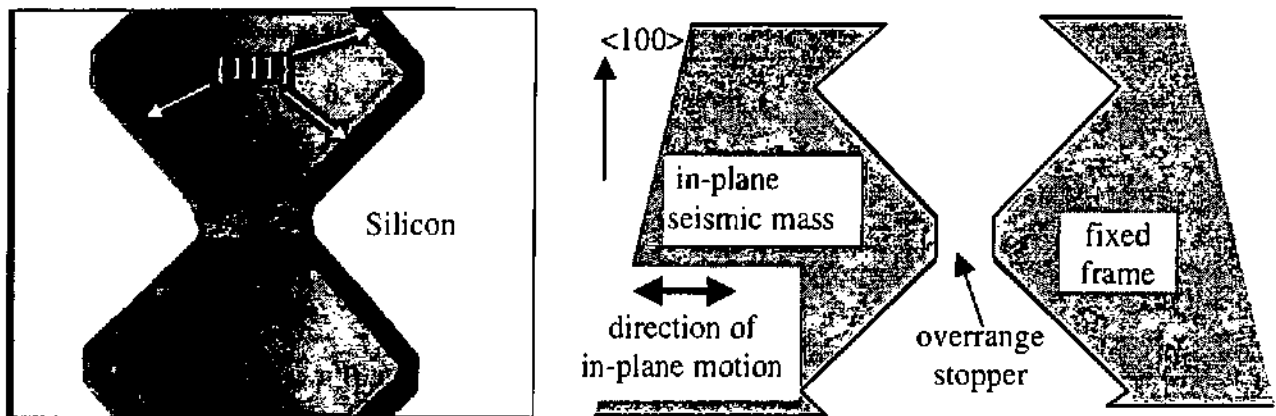 {111}
Silicon
<100>
in-plane
seismic mass
direction of
in-plane motion
overrange
stopper
fixed
frame